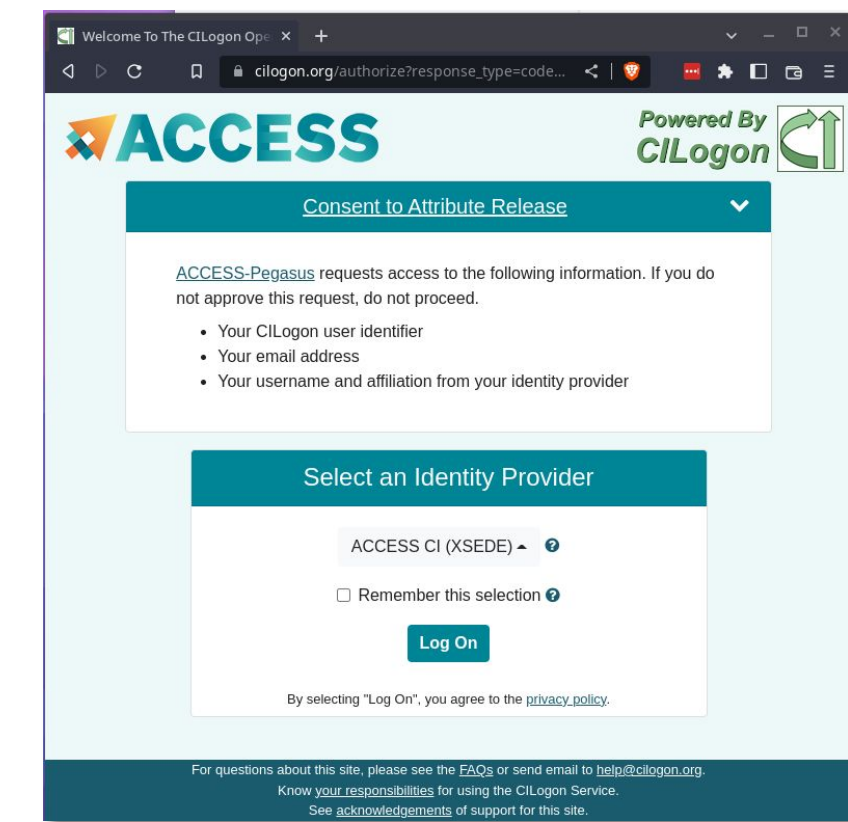 Welcome To The CILogon Ope
cilogon.org/authorize?response_type=code...
ACCESS
Powered By
CILogon
Consent to Attribute Release
ACCESS-Pegasus requests access to the following information. If you do
not approve this request, do not proceed.
• Your CILogon user identifier
• Your email address
• Your username and affiliation from your identity provider
Select an Identity Provider
ACCESS CI (XSEDE)
Remember this selection
Log On
By selecting "Log On", you agree to the privacy policy.
For questions about this site, please see the FAQs or send email to help@cilogon.org.
Know your responsibilities for using the CILogon Service.
See acknowledgements of support for this site.